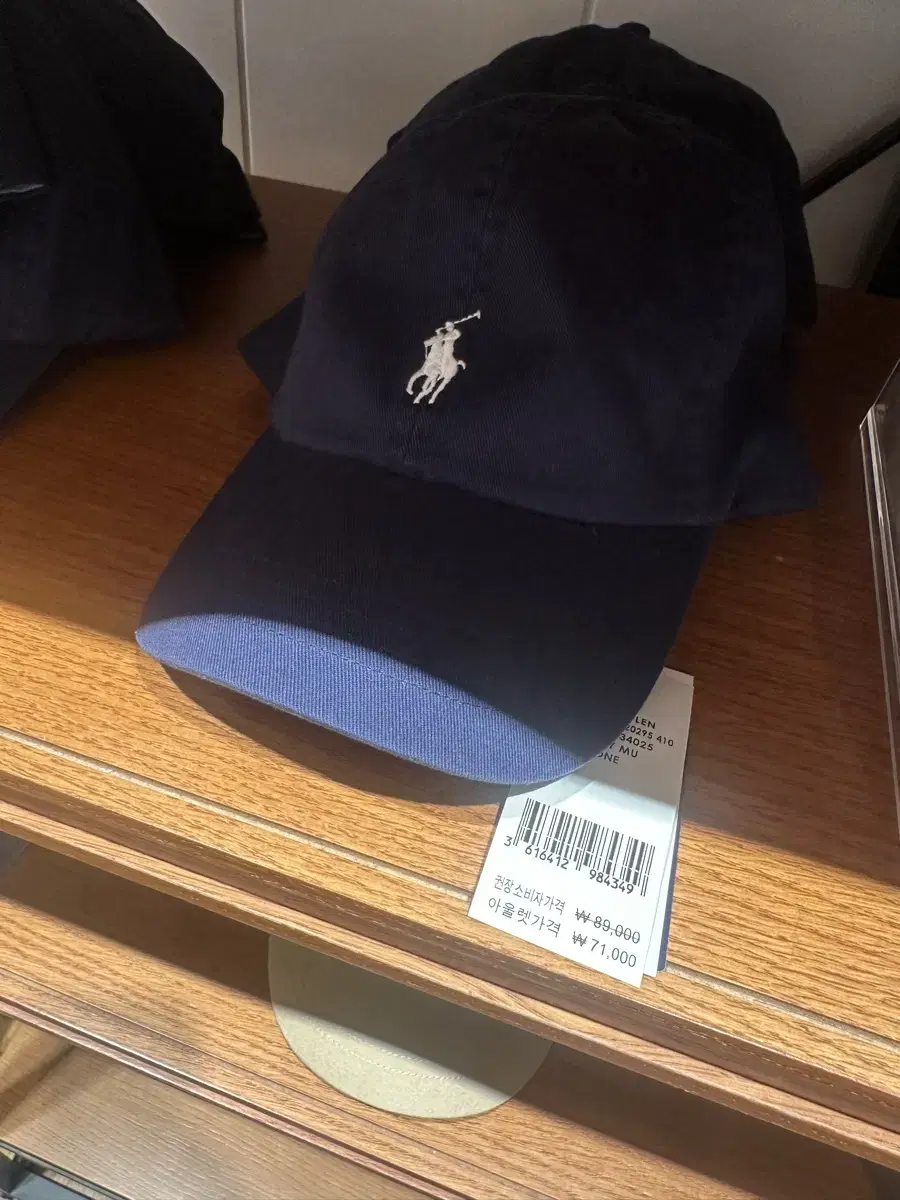 LEN
0295 410
34025
MU
ONE
3 616412 984349
권장소비자가격 ₩ 89,000
아울렛가격 ₩ 71,000